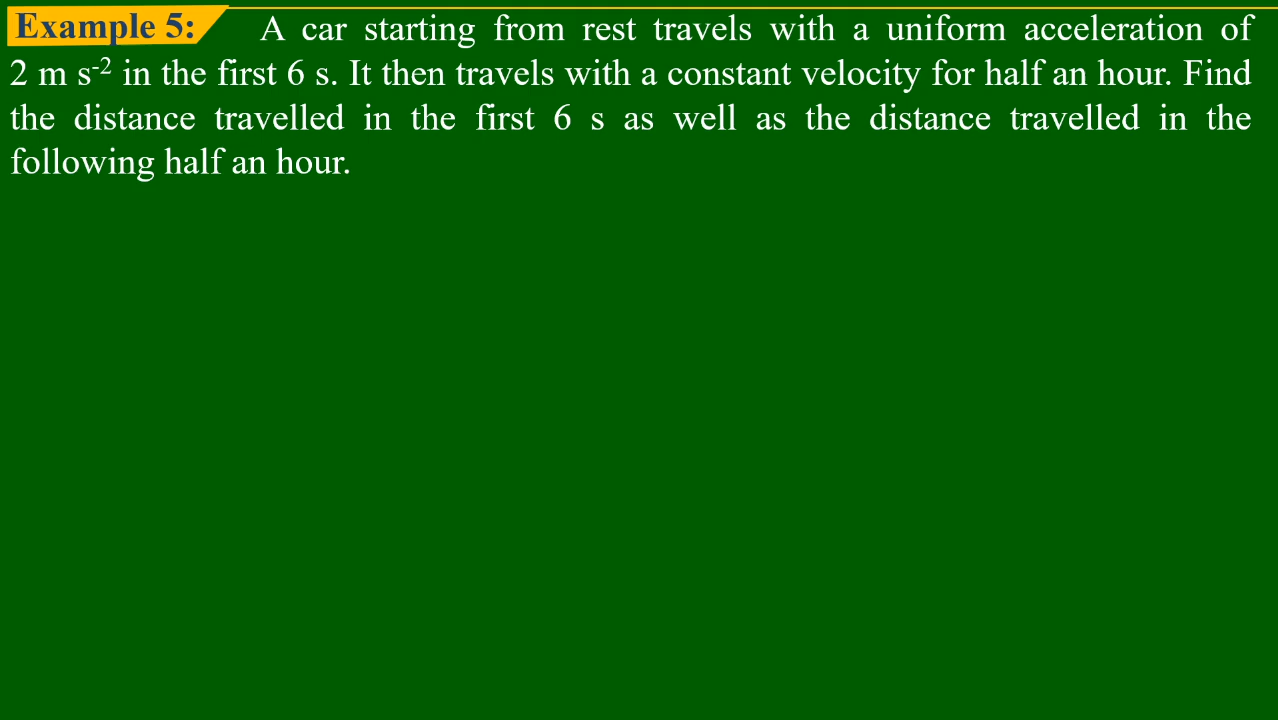 Example 5: A car starting from rest travels with a uniform acceleration of
2 m s⁻² in the first 6 s. It then travels with a constant velocity for half an hour. Find
the distance travelled in the first 6 s as well as the distance travelled in the
following half an hour.